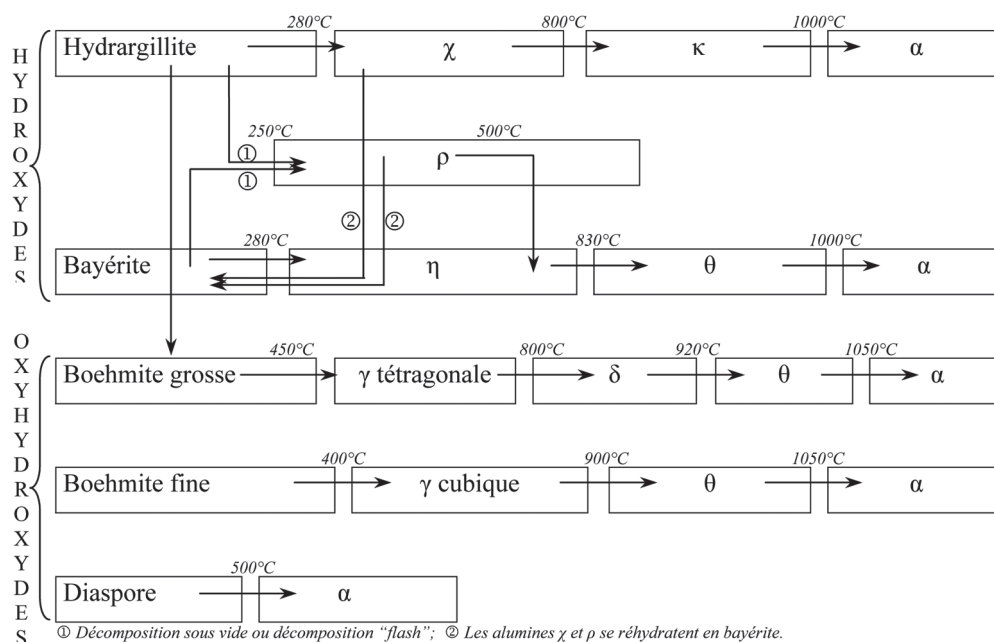 HYDROXYDES
280°C 800°C 1000°C
Hydrargillite χ κ α
250°C 500°C
① ρ
①
② ②
280°C 830°C 1000°C
Bayérite η θ α
OXYHYDROXYDES
450°C 800°C 920°C 1050°C
Boehmite grosse γ tétragonale δ θ α
400°C 900°C 1050°C
Boehmite fine γ cubique θ α
500°C
Diaspore α
① Décomposition sous vide ou décomposition “flash”; ② Les alumines χ et ρ se réhydratent en bayérite.